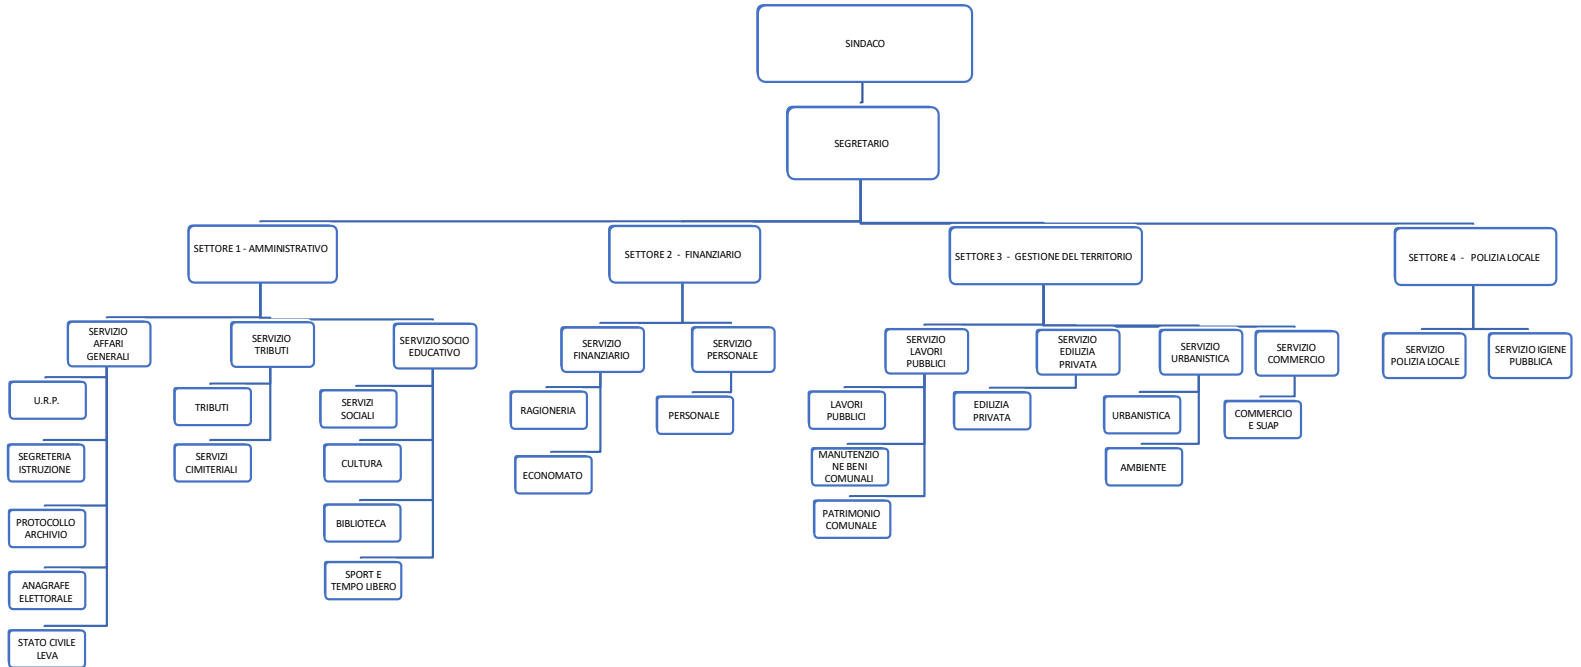 SINDACO
SEGRETARIO
SETTORE 1 - AMMINISTRATIVO
SETTORE 2 - FINANZIARIO
SETTORE 3 - GESTIONE DEL TERRITORIO
SETTORE 4 - POLIZIA LOCALE
SERVIZIO
AFFARI
GENERALI
SERVIZIO
TRIBUTI
SERVIZIO SOCIO
EDUCATIVO
SERVIZIO
FINANZIARIO
SERVIZIO
PERSONALE
SERVIZIO
LAVORI
PUBBLICI
SERVIZIO
EDILIZIA
PRIVATA
SERVIZIO
URBANISTICA
SERVIZIO
COMMERCIO
SERVIZIO
POLIZIA LOCALE
SERVIZIO IGIENE
PUBBLICA
U.R.P.
SEGRETERIA
ISTRUZIONE
PROTOCOLLO
ARCHIVIO
ANAGRAFE
ELETTORALE
STATO CIVILE
LEVA
TRIBUTI
SERVIZI
CIMITERIALI
SERVIZI
SOCIALI
CULTURA
BIBLIOTECA
SPORT E
TEMPO LIBERO
RAGIONERIA
ECONOMATO
PERSONALE
LAVORI
PUBBLICI
MANUTENZIO
NE BENI
COMUNALI
PATRIMONIO
COMUNALE
EDILIZIA
PRIVATA
URBANISTICA
AMBIENTE
COMMERCIO
E SUAP